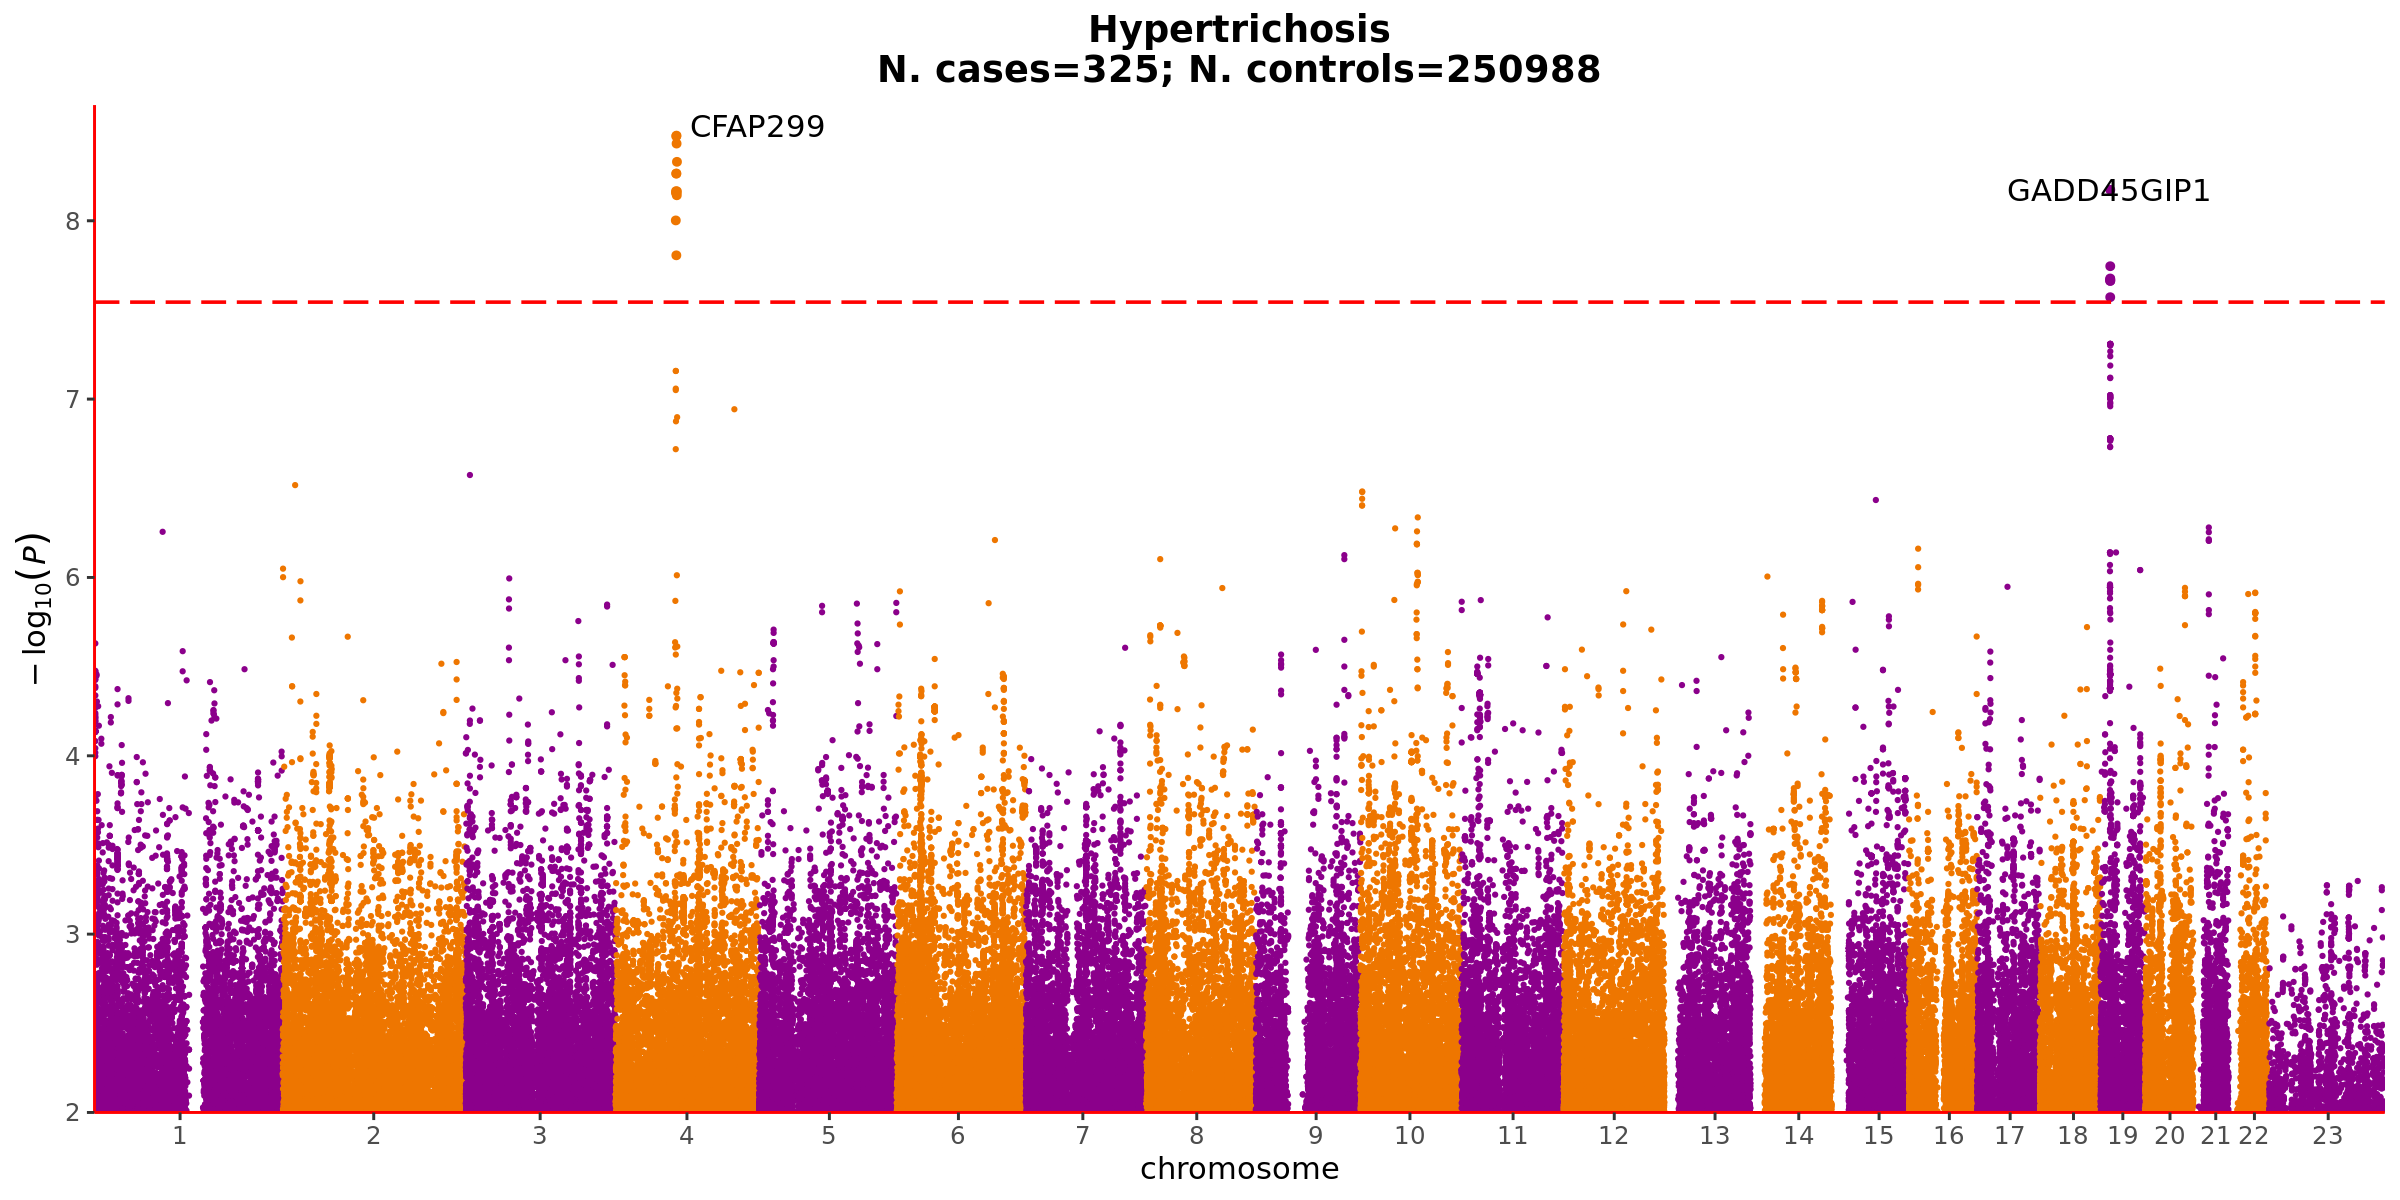 Hypertrichosis
N. cases=325; N. controls=250988
CFAP299
GADD45GIP1
8
7
6
5
4
3
2
−log10(P)
1 2 3 4 5 6 7 8 9 10 11 12 13 14 15 16 17 18 19 20 21 22 23
chromosome